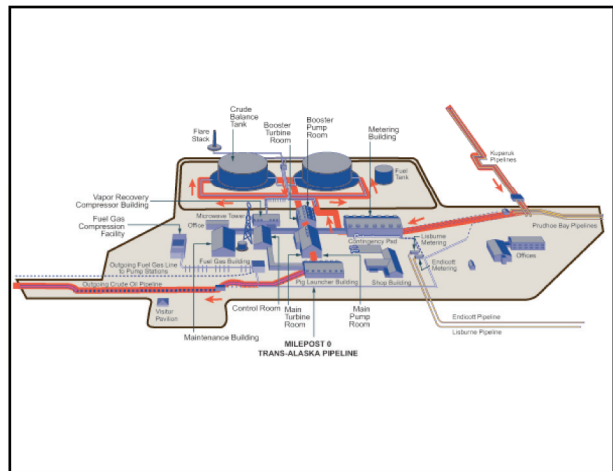 Crude
Balance
Tank
Flare
Stack
Booster
Turbine
Room
Booster
Pump
Room
Metering Building
Kuparuk
Pipelines
Fuel
Tank
Vapor Recovery
Compressor Building
Microwave Tower
Office
Fuel Gas
Compression
Facility
Prudhoe Bay Pipelines
Lisburne
Metering
Contingency Pad
Endicott
Metering
Offices
Outgoing Fuel Gas Line
to Pump Stations
Fuel Gas Building
Outgoing Crude Oil Pipeline
Pig Launcher Building
Shop Building
Visitor
Pavilion
Control Room
Main
Turbine
Room
Main
Pump
Room
Maintenance Building
Endicott Pipeline
Lisburne Pipeline
MILEPOST 0
TRANS-ALASKA PIPELINE